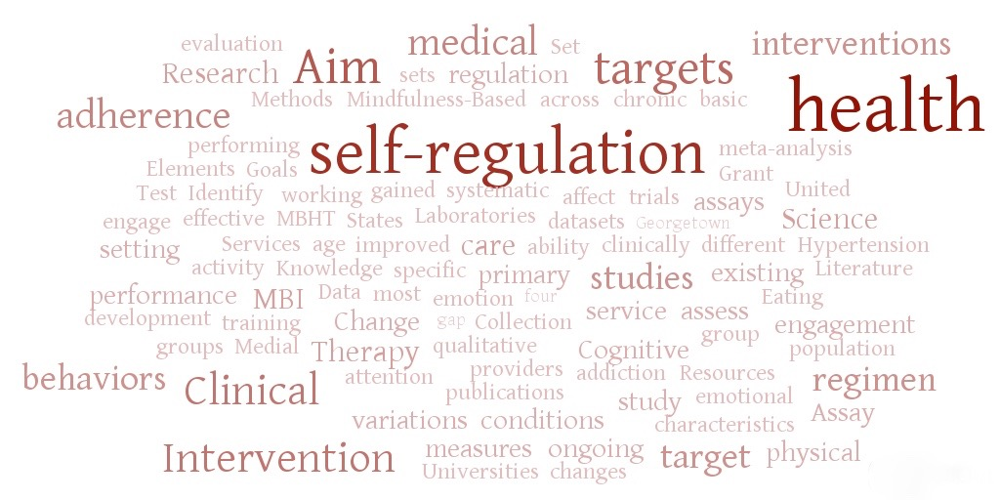 evaluation medical Set interventions
Research Aim sets regulation targets
Methods Mindfulness-Based across chronic basic health
adherence
performing self-regulation meta-analysis
Elements Goals Grant
Test Identify working gained systematic affect trials assays United
engage effective MBHT States Laboratories datasets Georgetown Science
setting Services age improved care ability clinically different Hypertension
activity Knowledge specific primary studies existing Literature
performance MBI Data most emotion four Eating
development training Change gap Collection service assess engagement
groups Medial Therapy qualitative Cognitive group population
behaviors Clinical attention providers addiction Resources regimen
publications study emotional Assay
variations conditions characteristics
Intervention measures ongoing target physical
Universities changes